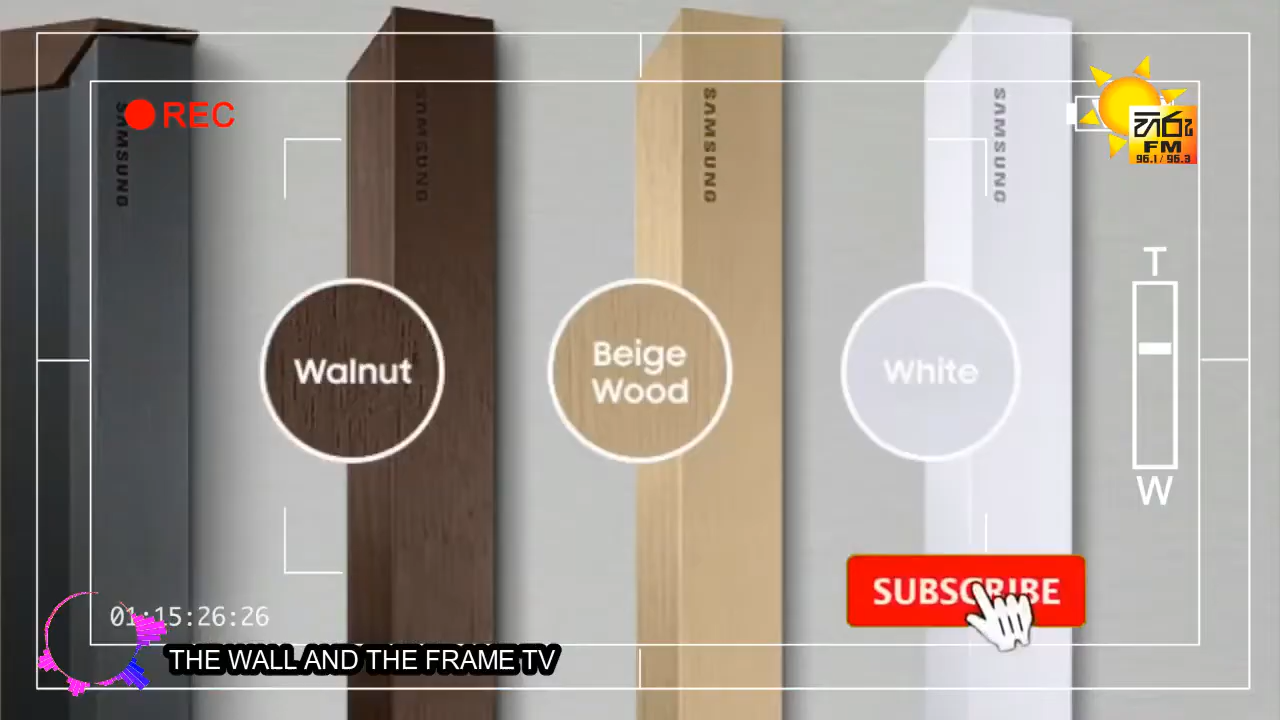 SAMSUNG
SAMSUNG
SAMSUNG
SAMSUNG
REC
හිරු
FM
96.1/96.3
T
W
Walnut
Beige
Wood
White
SUBSCRIBE
01:15:26:26
THE WALL AND THE FRAME TV